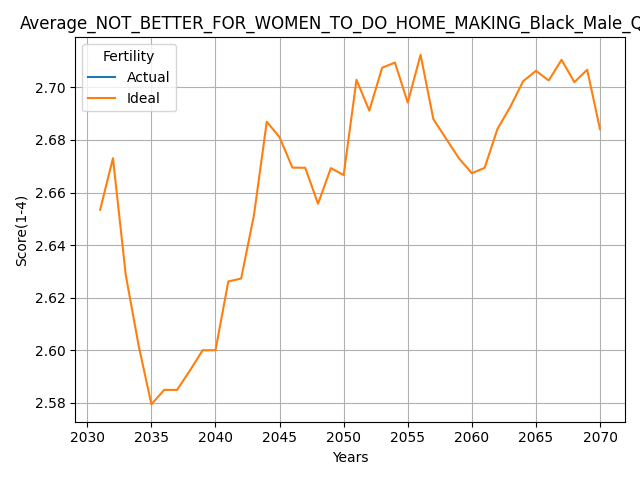 Average_NOT_BETTER_FOR_WOMEN_TO_DO_HOME_MAKING_Black_Male_Q
Fertility
Actual
Ideal
Score(1-4)
2.70
2.68
2.66
2.64
2.62
2.60
2.58
2030 2035 2040 2045 2050 2055 2060 2065 2070
Years